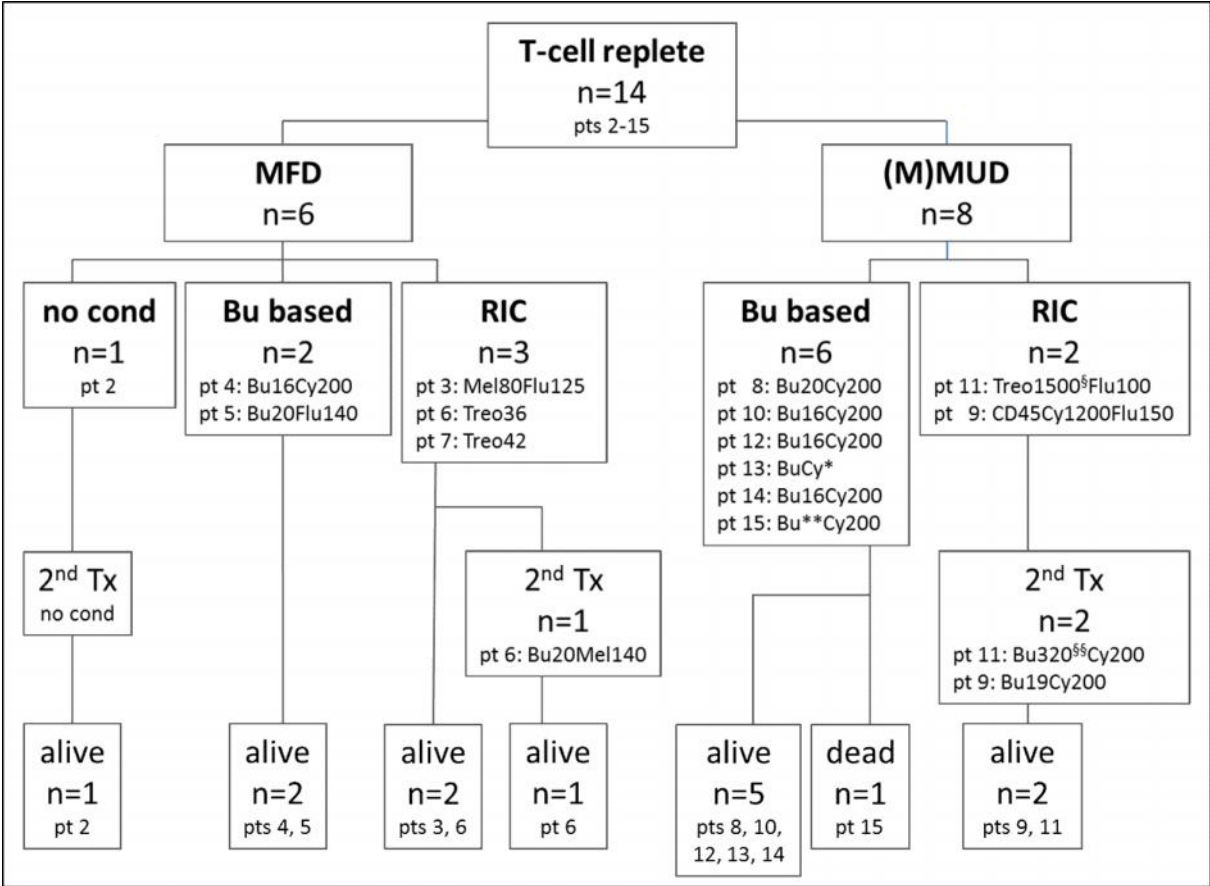 T-cell replete
n=14
pts 2-15
MFD
n=6
(M)MUD
n=8
no cond
n=1
pt 2
Bu based
n=2
pt 4: Bu16Cy200
pt 5: Bu20Flu140
RIC
n=3
pt 3: Mel80Flu125
pt 6: Treo36
pt 7: Treo42
Bu based
n=6
pt 8: Bu20Cy200
pt 10: Bu16Cy200
pt 12: Bu16Cy200
pt 13: BuCy*
pt 14: Bu16Cy200
pt 15: Bu**Cy200
RIC
n=2
pt 11: Treo1500§Flu100
pt 9: CD45Cy1200Flu150
2nd Tx
no cond
2nd Tx
n=1
pt 6: Bu20Mel140
2nd Tx
n=2
pt 11: Bu320§§Cy200
pt 9: Bu19Cy200
alive
n=1
pt 2
alive
n=2
pts 4, 5
alive
n=2
pts 3, 6
alive
n=1
pt 6
alive
n=5
pts 8, 10,
12, 13, 14
dead
n=1
pt 15
alive
n=2
pts 9, 11